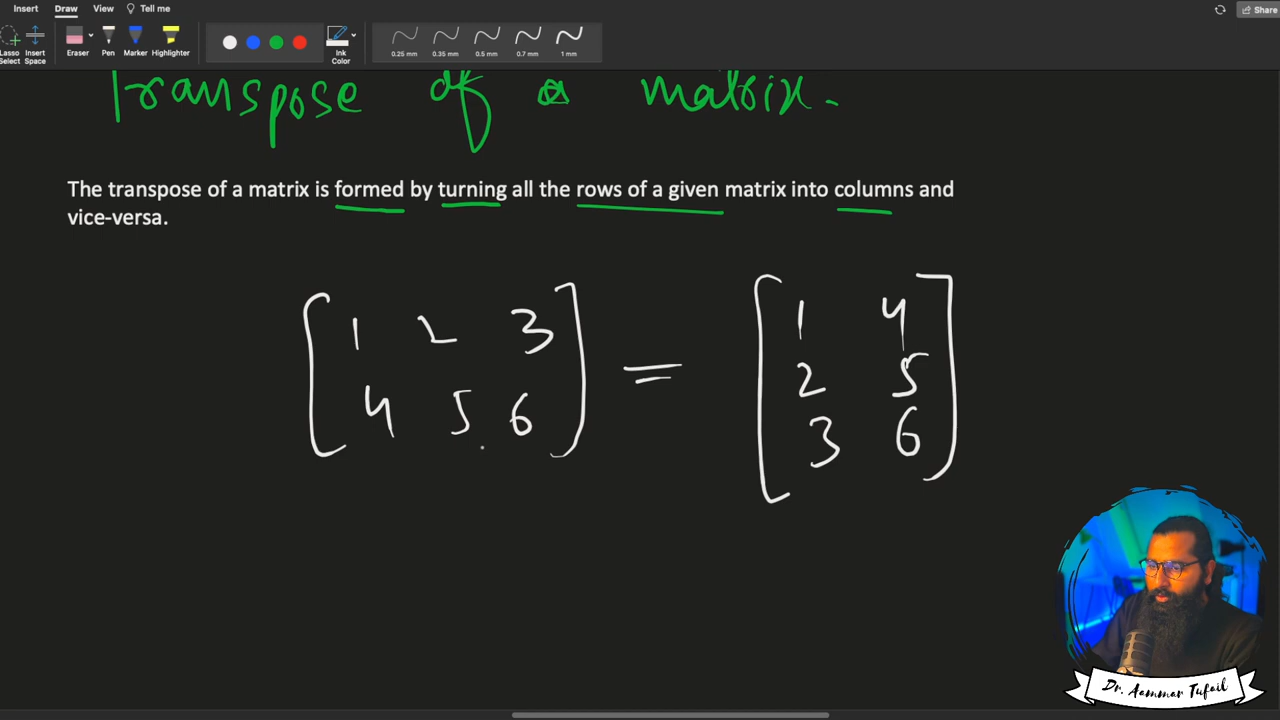 Insert Draw View Tell me Share
Lasso Select Insert Space Eraser Pen Marker Highlighter Ink Color 0.25 mm 0.35 mm 0.5 mm 0.7 mm 1 mm
Transpose of a matrix.
The transpose of a matrix is formed by turning all the rows of a given matrix into columns and
vice-versa.
[1 2 3 = [1 4
4 5 6] 2 5
3 6]
Dr. Aammar Tufail